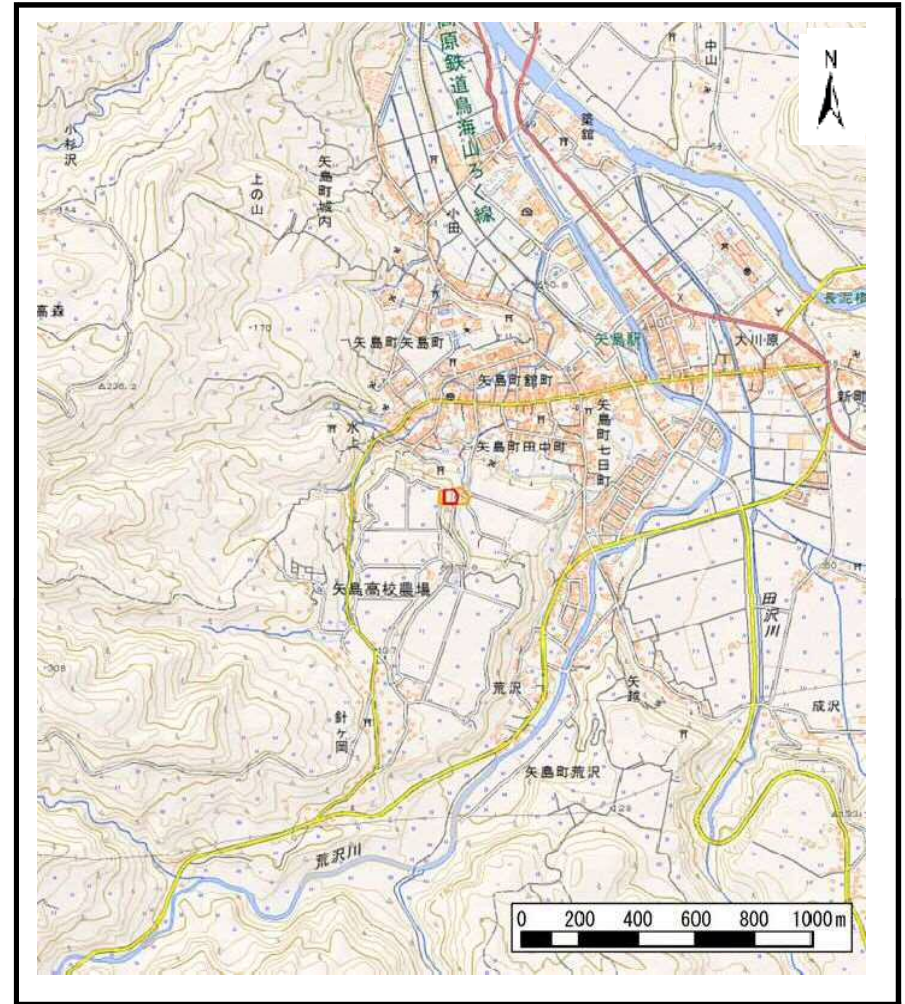 N
中山
築館
高原鉄道鳥海山ろく線
小杉沢
上の山
矢島町城内
小田
高森
矢島町矢島町
矢島駅
大川原
長泥橋
新町
矢島町舘町
水上
矢島町田中町
矢島町七日町
矢島高校農場
田沢川
荒沢
矢越
成沢
針ヶ岡
矢島町荒沢
荒沢川
0 200 400 600 800 1000m